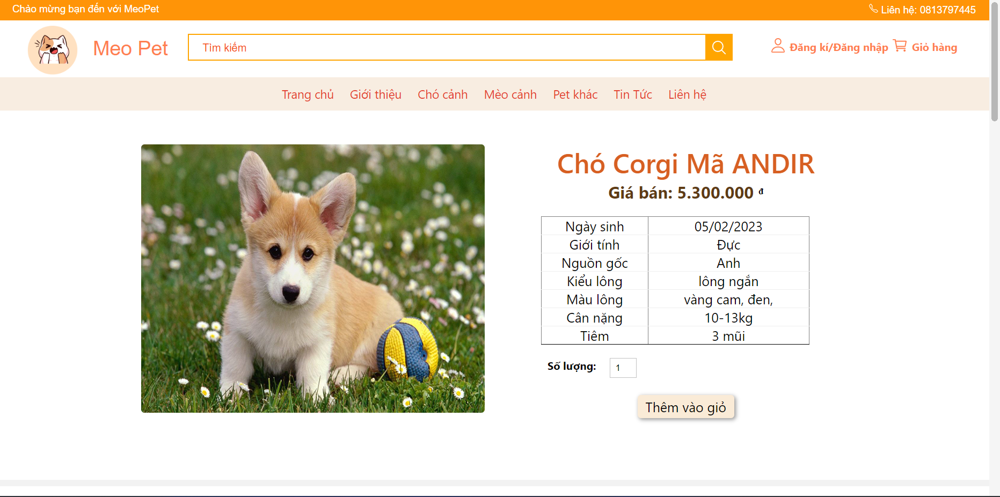 Chào mừng bạn đến với MeoPet
Liên hệ: 0813797445
Meo Pet
Tìm kiếm
Đăng kí/Đăng nhập
Giỏ hàng
Trang chủ Giới thiệu Chó cảnh Mèo cảnh Pet khác Tin Tức Liên hệ
Chó Corgi Mã ANDIR
Giá bán: 5.300.000 đ
Ngày sinh 05/02/2023
Giới tính Đực
Nguồn gốc Anh
Kiểu lông lông ngắn
Màu lông vàng cam, đen,
Cân nặng 10-13kg
Tiêm 3 mũi
Số lượng: 1
Thêm vào giỏ